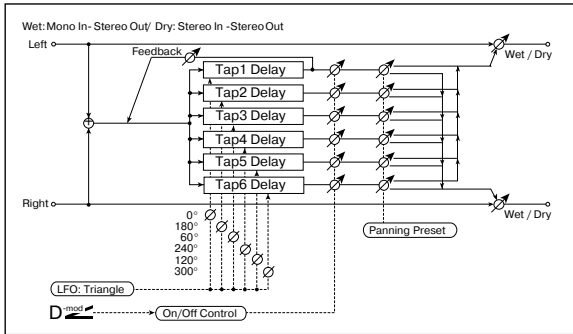 Wet: Mono In - Stereo Out / Dry: Stereo In - Stereo Out
Left
Feedback
Wet / Dry
Tap1 Delay
Tap2 Delay
Tap3 Delay
Tap4 Delay
Tap5 Delay
Tap6 Delay
Right
Wet / Dry
0°
180°
60°
240°
120°
300°
Panning Preset
LFO: Triangle
D-mod
On/Off Control